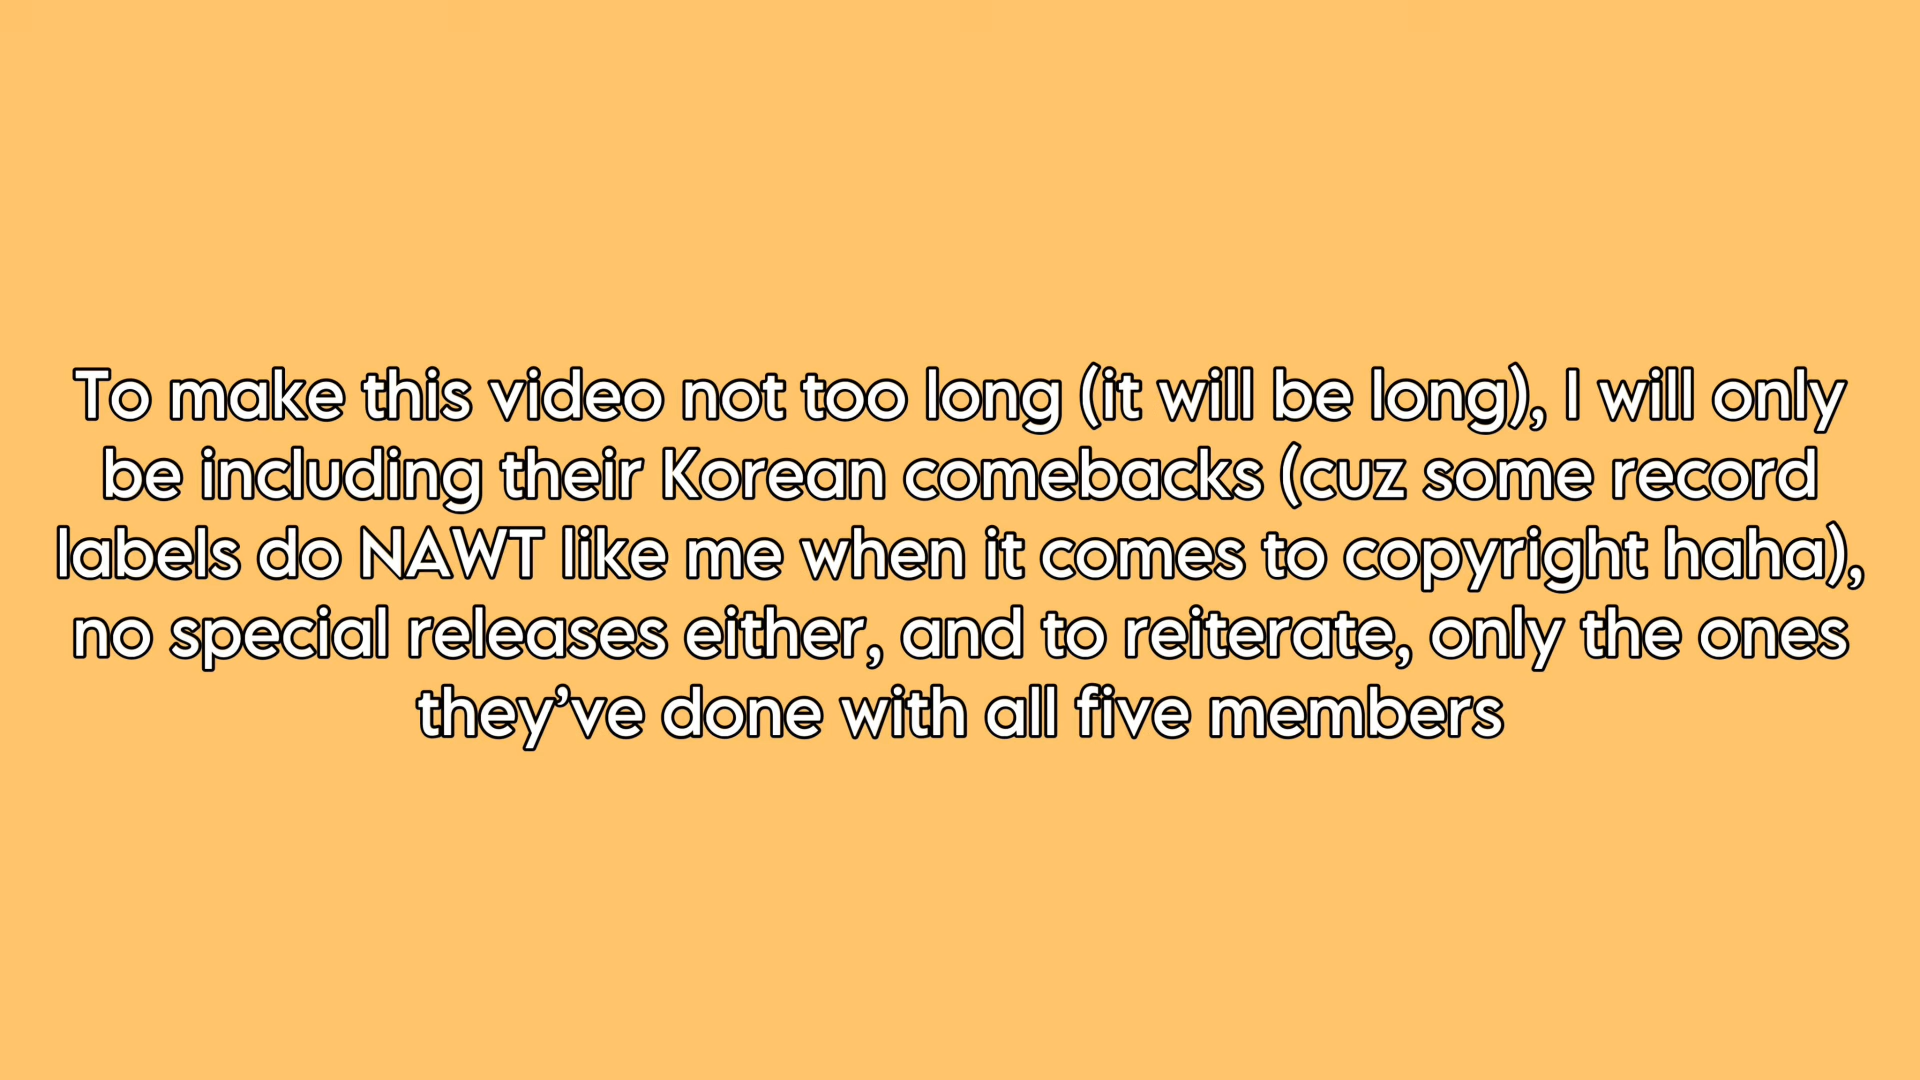 To make this video not too long (it will be long), I will only
be including their Korean comebacks (cuz some record
labels do NAWT like me when it comes to copyright haha),
no special releases either, and to reiterate, only the ones
they’ve done with all five members